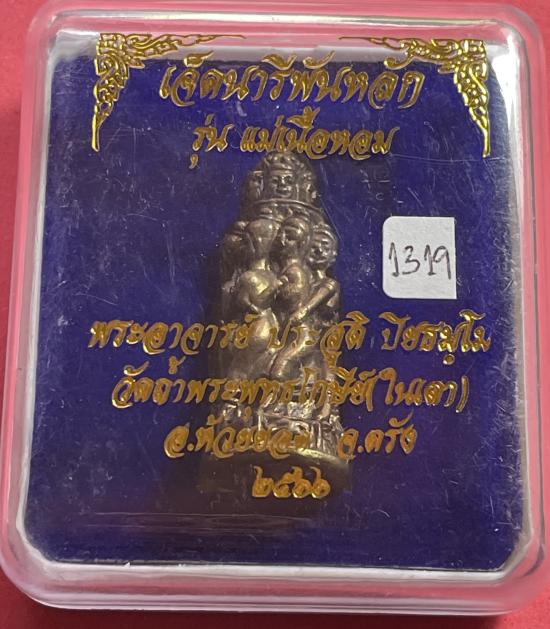 เจ็ดนารีพันหลัก
รุ่น แม่เนื้อหอม
1319
พระอาจารย์ ประสูติ ปิยธมฺโม
วัดถ้ำพระพุทธโกษีย์(ในเตา)
อ.ห้วยยอด จ.ตรัง
๒๕๖๖